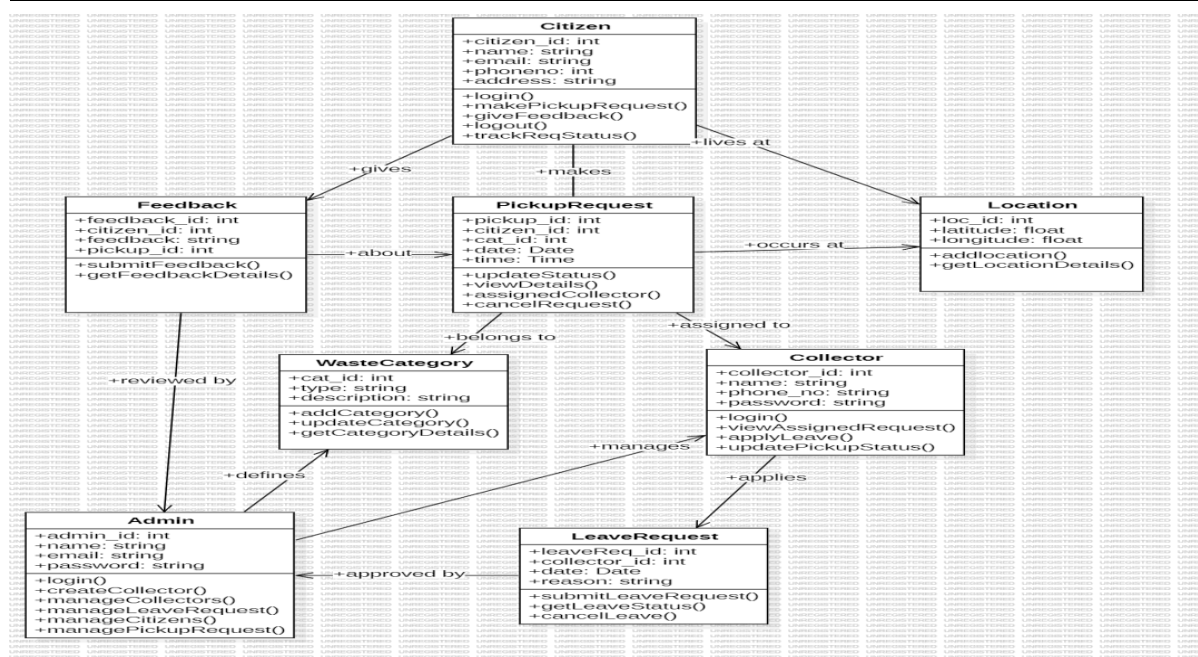 Citizen
+citizen_id: int
+name: string
+email: string
+phoneno: int
+address: string
+login()
+makePickupRequest()
+giveFeedback()
+logout()
+trackReqStatus()
+lives at
+gives
+makes
Feedback
+feedback_id: int
+citizen_id: int
+feedback: string
+pickup_id: int
+submitFeedback()
+getFeedbackDetails()
+about
PickupRequest
+pickup_id: int
+citizen_id: int
+cat_id: int
+date: Date
+time: Time
+updateStatus()
+viewDetails()
+assignedCollector()
+cancelRequest()
+occurs at
Location
+loc_id: int
+latitude: float
+longitude: float
+addlocation()
+getLocationDetails()
+belongs to
+assigned to
+reviewed by
WasteCategory
+cat_id: int
+type: string
+description: string
+addCategory()
+updateCategory()
+getCategoryDetails()
Collector
+collector_id: int
+name: string
+phone_no: string
+password: string
+login()
+viewAssignedRequest()
+applyLeave()
+updatePickupStatus()
+manages
+defines
+applies
Admin
+admin_id: int
+name: string
+email: string
+password: string
+login()
+createCollector()
+manageCollectors()
+manageLeaveRequest()
+manageCitizens()
+managePickupRequest()
+approved by
LeaveRequest
+leaveReq_id: int
+collector_id: int
+date: Date
+reason: string
+submitLeaveRequest()
+getLeaveStatus()
+cancelLeave()